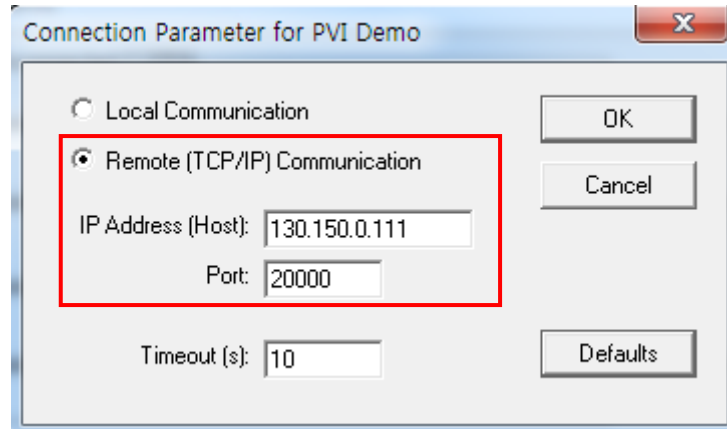 Connection Parameter for PVI Demo
Local Communication
OK
Remote (TCP/IP) Communication
Cancel
IP Address (Host): 130.150.0.111
Port: 20000
Timeout (s): 10
Defaults